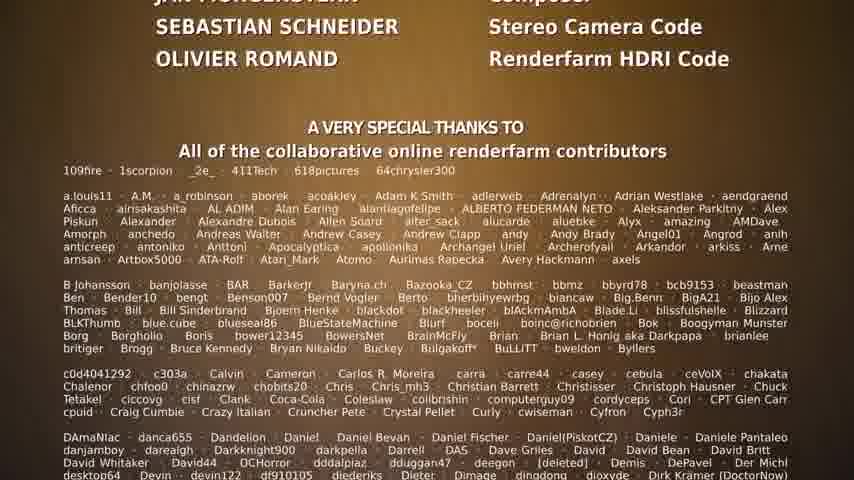 SEBASTIAN SCHNEIDER Stereo Camera Code
OLIVIER ROMAND Renderfarm HDRI Code
A VERY SPECIAL THANKS TO
All of the collaborative online renderfarm contributors
109fire · 1scorpion · _2e_ · 411Tech · 618pictures · 64chrysler300
a.louis11 · A.M. · a_robinson · aborek · acoakley · Adam K Smith · adlerweb · Adrenalyn · Adrian Westlake · aendgraend
Aficca · airisakashita · AL ADIM · Alan Earing · alantiagofelipe · ALBERTO FEDERMAN NETO · Aleksander Parkitny · Alex
Piskun · Alexander · Alexandre Dubois · Allen Soard · alter_sack · alucarde · aluetbke · Alyx · amazing · AMDave
Amorph · anchedo · Andreas Walter · Andrew Casey · Andrew Clapp · andy · Andy Brady · Angel01 · Angrod · anih
anticreep · antoniko · Anttoni · Apocalyptica · apolionika · Archangel Uriel · Archerofyail · Arkandor · arkiss · Arne
arnsan · Artbox5000 · ATA-Rolf · Atari_Mark · Atomo · Aurimas Rapecka · Avery Hackmann · axels
B Johansson · banjolasse · BAR · BarkerJr · Baryna.ch · Bazooka_CZ · bbhmst · bbmz · bbyrd78 · bcb9153 · beastman
Ben · Bender10 · bengt · Benson007 · Bernd Vogler · Berto · bherbihyewrbg · biancaw · Big.Benn · BigA21 · Bijo Alex
Thomas · Bill · Bill Sinderbrand · Bjoern Henke · blackdot · blackheeler · blAckmAmbA · Blade.Li · blissfulshelle · Blizzard
BLKThumb · blue.cube · blueseal86 · BlueStateMachine · Blurf · boceli · boinc@richobrien · Bok · Boogyman Munster
Borg · Borgholio · Boris · bower12345 · BowersNet · BrainMcFly · Brian · Brian L. Honig aka Darkpapa · brianlee
britiger · Brogg · Bruce Kennedy · Bryan Nikaido · Buckey · Bulgakoff · BuLLiTT · bweldon · Byllers
c0d4041292 · c303a · Calvin · Cameron · Carlos R. Moreira · carra · carre44 · casey · cebula · ceVoIX · chakata
Chalenor · chfoo0 · chinazrw · chobits20 · Chris · Chris_mh3 · Christian Barrett · Christisser · Christoph Hausner · Chuck
Tetakel · ciccovg · cisf · Clank · Coca-Cola · Coleslaw · colibrishin · computerguy09 · cordyceps · Cori · CPT Glen Carr
cpuid · Craig Cumbie · Crazy Italian · Cruncher Pete · Crystal Pellet · Curly · cwiseman · Cyfron · Cyph3r
DAmaNIac · danca655 · Dandelion · Daniel · Daniel Bevan · Daniel Fischer · Daniel(PiskotCZ) · Daniele · Daniele Pantaleo
danjamboy · darealgh · Darkknight900 · darkpella · Darrell · DAS · Dave Griles · David · David Bean · David Britt
David Whitaker · David44 · DCHorror · dddalpiaz · dduggan47 · deegon · [deleted] · Demis · DePavel · Der Michl
desktop64 · Devin · devin122 · df910105 · diederiks · Dieter · Dimage · dingdong · dioxyde · Dirk Krämer (DoctorNow)